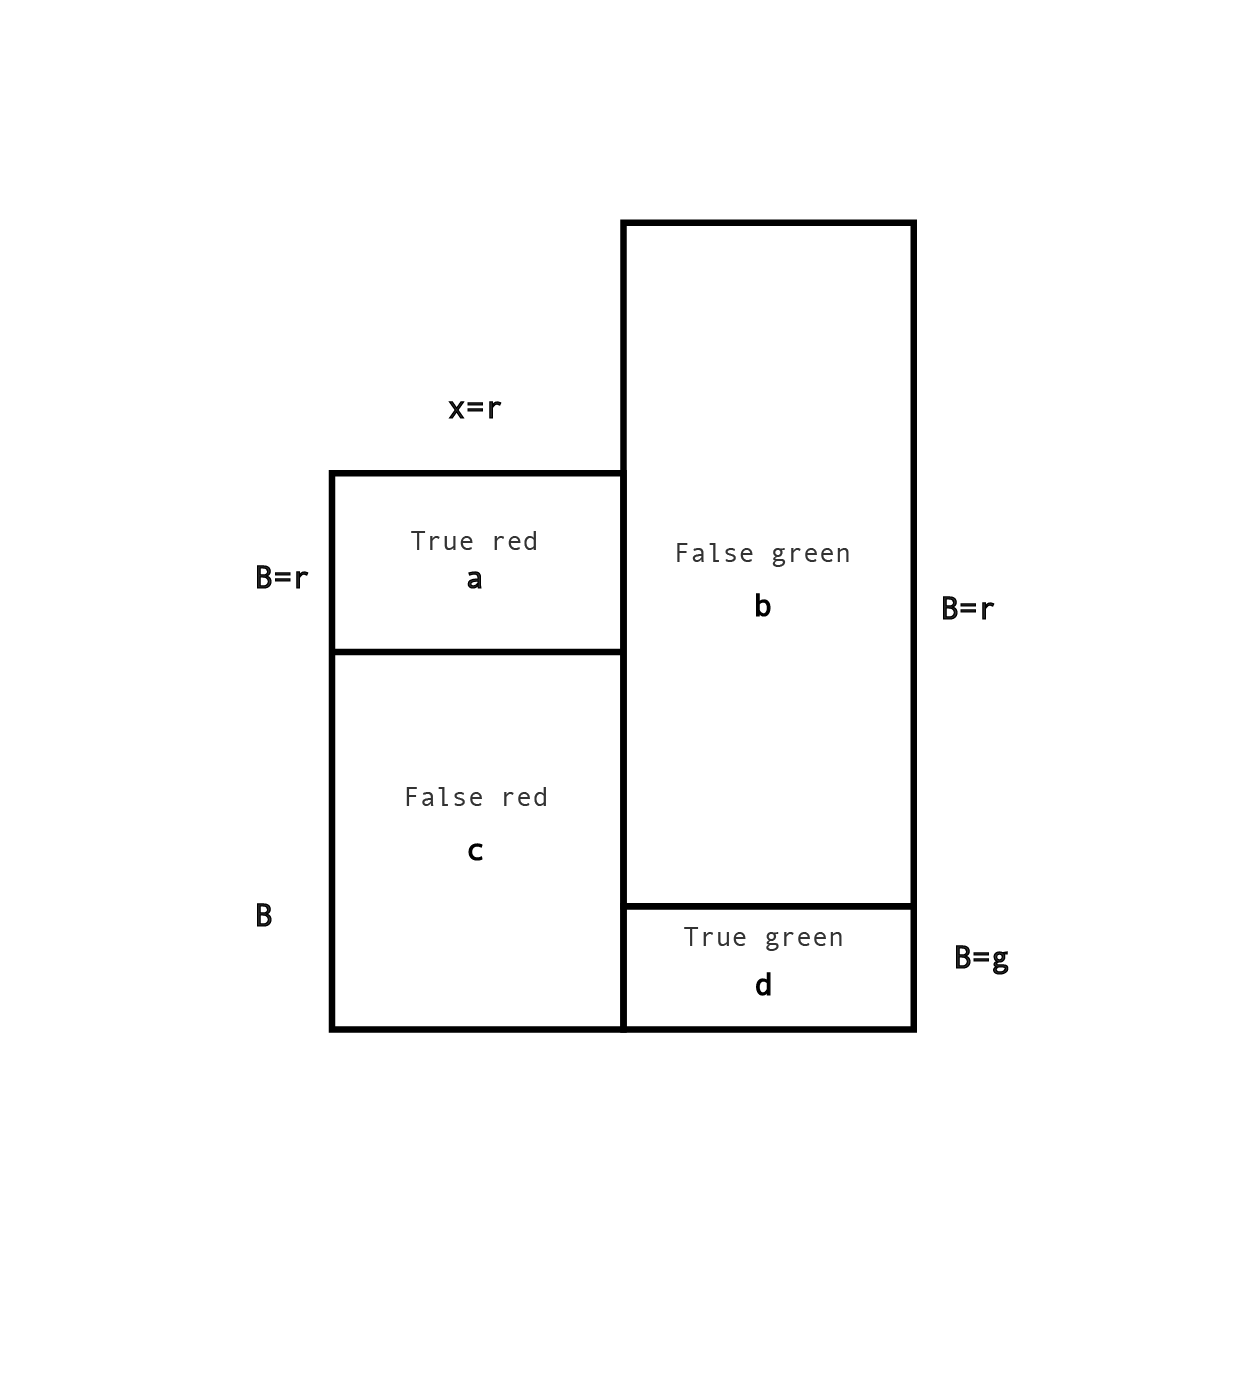 x=r
True red
a
B=r
False green
b
B=r
False red
c
B
True green
d
B=g